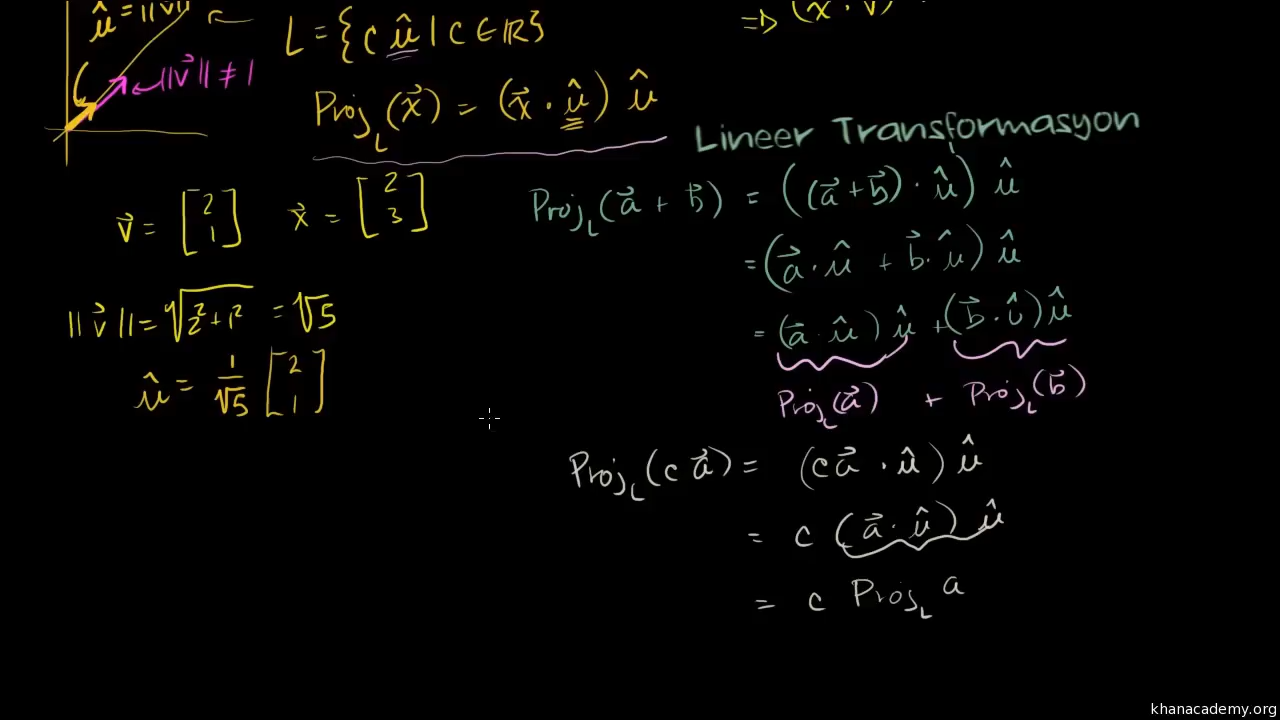 û = ||v||
L = {c û | c ∈ ℝ}
⇒ (x⃗ · v⃗)
||v⃗|| ≠ 1
Proj_L(x⃗) = (x⃗ · û) û
Lineer Transformasyon
v⃗ = [2 1] x⃗ = [2 3]
Proj_L(a⃗ + b⃗) = ((a⃗ + b⃗) · û) û
= (a⃗ · û + b⃗ · û) û
||v⃗|| = √2² + 1² = √5
= (a⃗ · û) û + (b⃗ · û) û
û = 1/√5 [2 1]
Proj_L(a⃗) + Proj_L(b⃗)
Proj_L(c a⃗) = (c a⃗ · û) û
= c (a⃗ · û) û
= c Proj_L a
khanacademy.org